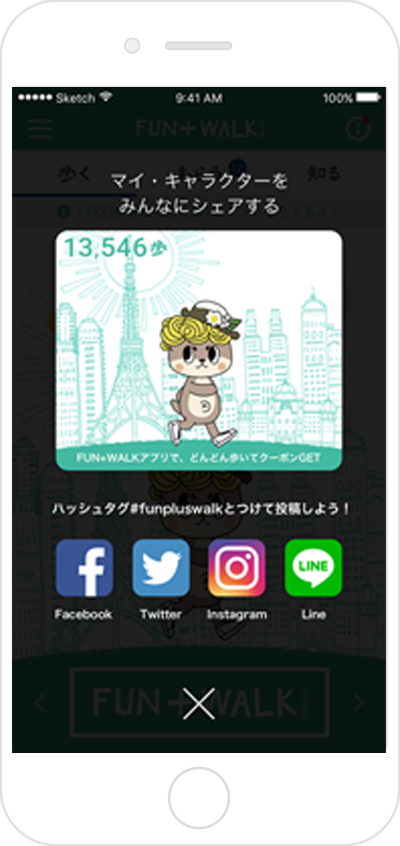 Sketch
9:41 AM
100%
FUN+WALK
歩く
知る
マイ・キャラクターを
みんなにシェアする
13,546歩
FUN+WALKアプリで、どんどん歩いてクーポンGET
ハッシュタグ#funpluswalkとつけて投稿しよう!
Facebook
Twitter
Instagram
LINE
Line
FUN+WALK